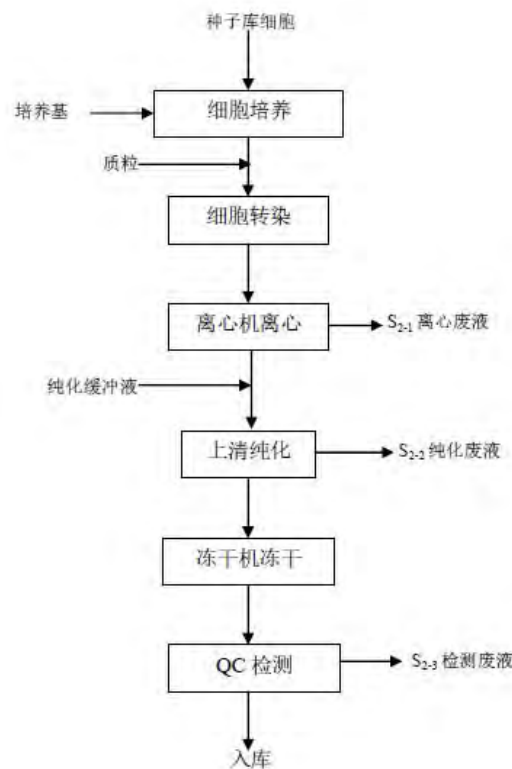 种子库细胞
培养基
细胞培养
质粒
细胞转染
离心机离心
S2-1 离心废液
纯化缓冲液
上清纯化
S2-2 纯化废液
冻干机冻干
QC 检测
S2-3 检测废液
入库